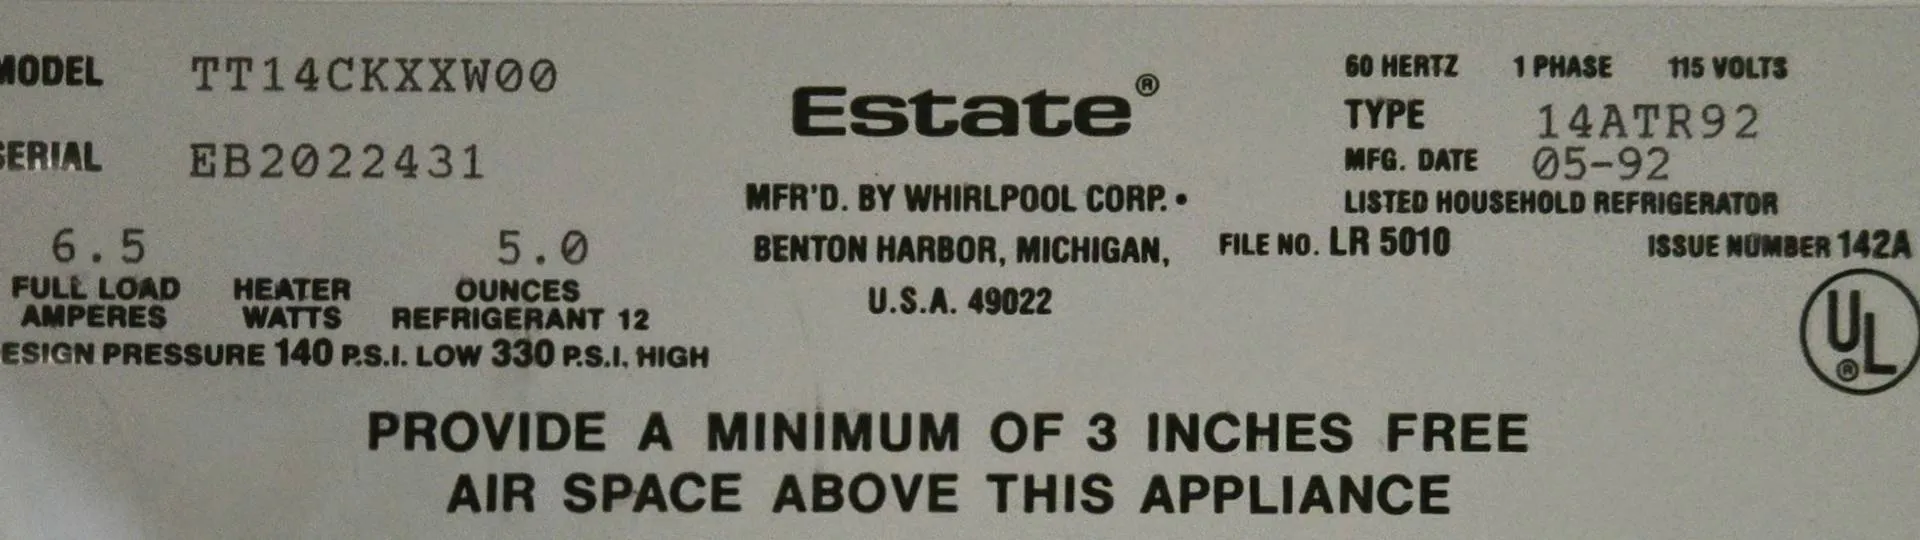 MODEL TT14CKXXW00
SERIAL EB2022431
6.5 5.0
FULL LOAD AMPERES HEATER WATTS OUNCES REFRIGERANT 12
ESIGN PRESSURE 140 P.S.I. LOW 330 P.S.I. HIGH
Estate®
MFR'D. BY WHIRLPOOL CORP. •
BENTON HARBOR, MICHIGAN,
U.S.A. 49022
60 HERTZ 1 PHASE 115 VOLTS
TYPE 14ATR92
MFG. DATE 05-92
LISTED HOUSEHOLD REFRIGERATOR
FILE NO. LR 5010 ISSUE NUMBER 142A
UL®
PROVIDE A MINIMUM OF 3 INCHES FREE
AIR SPACE ABOVE THIS APPLIANCE